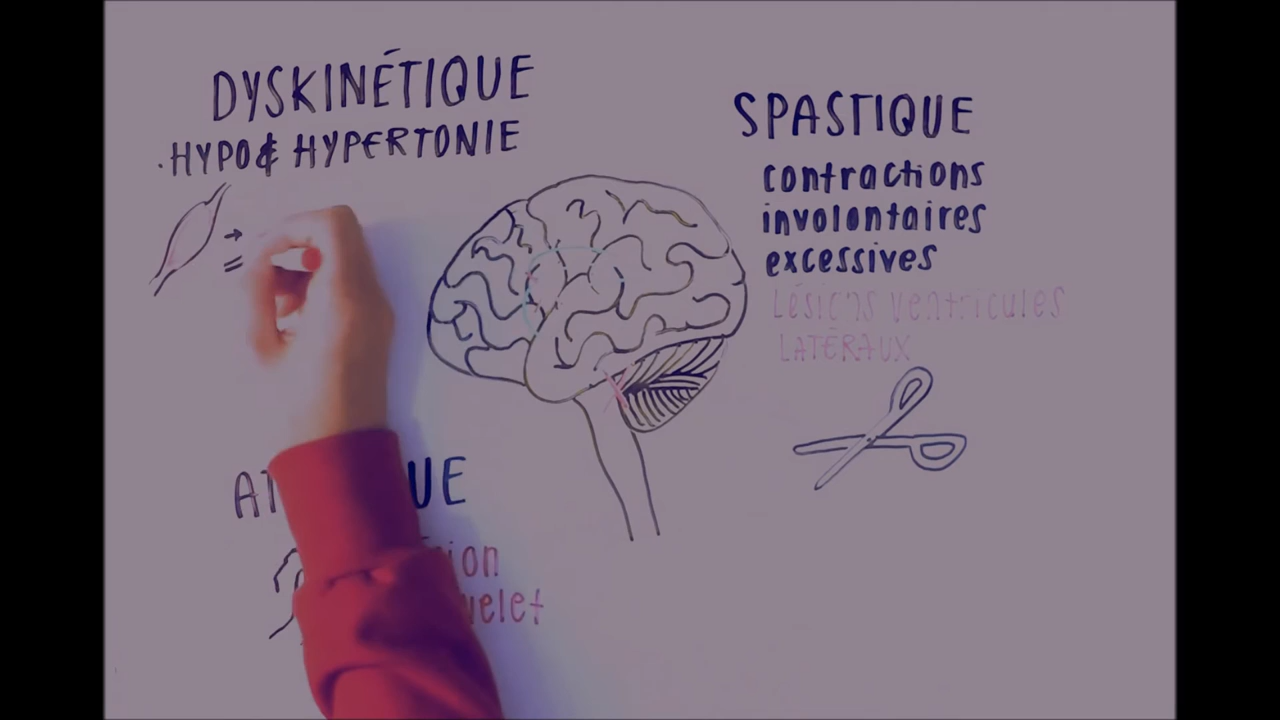 DYSKINÉTIQUE
.HYPO & HYPERTONIE
SPASTIQUE
contractions
involontaires
excessives
Lésions ventricules
LATÉRAUX